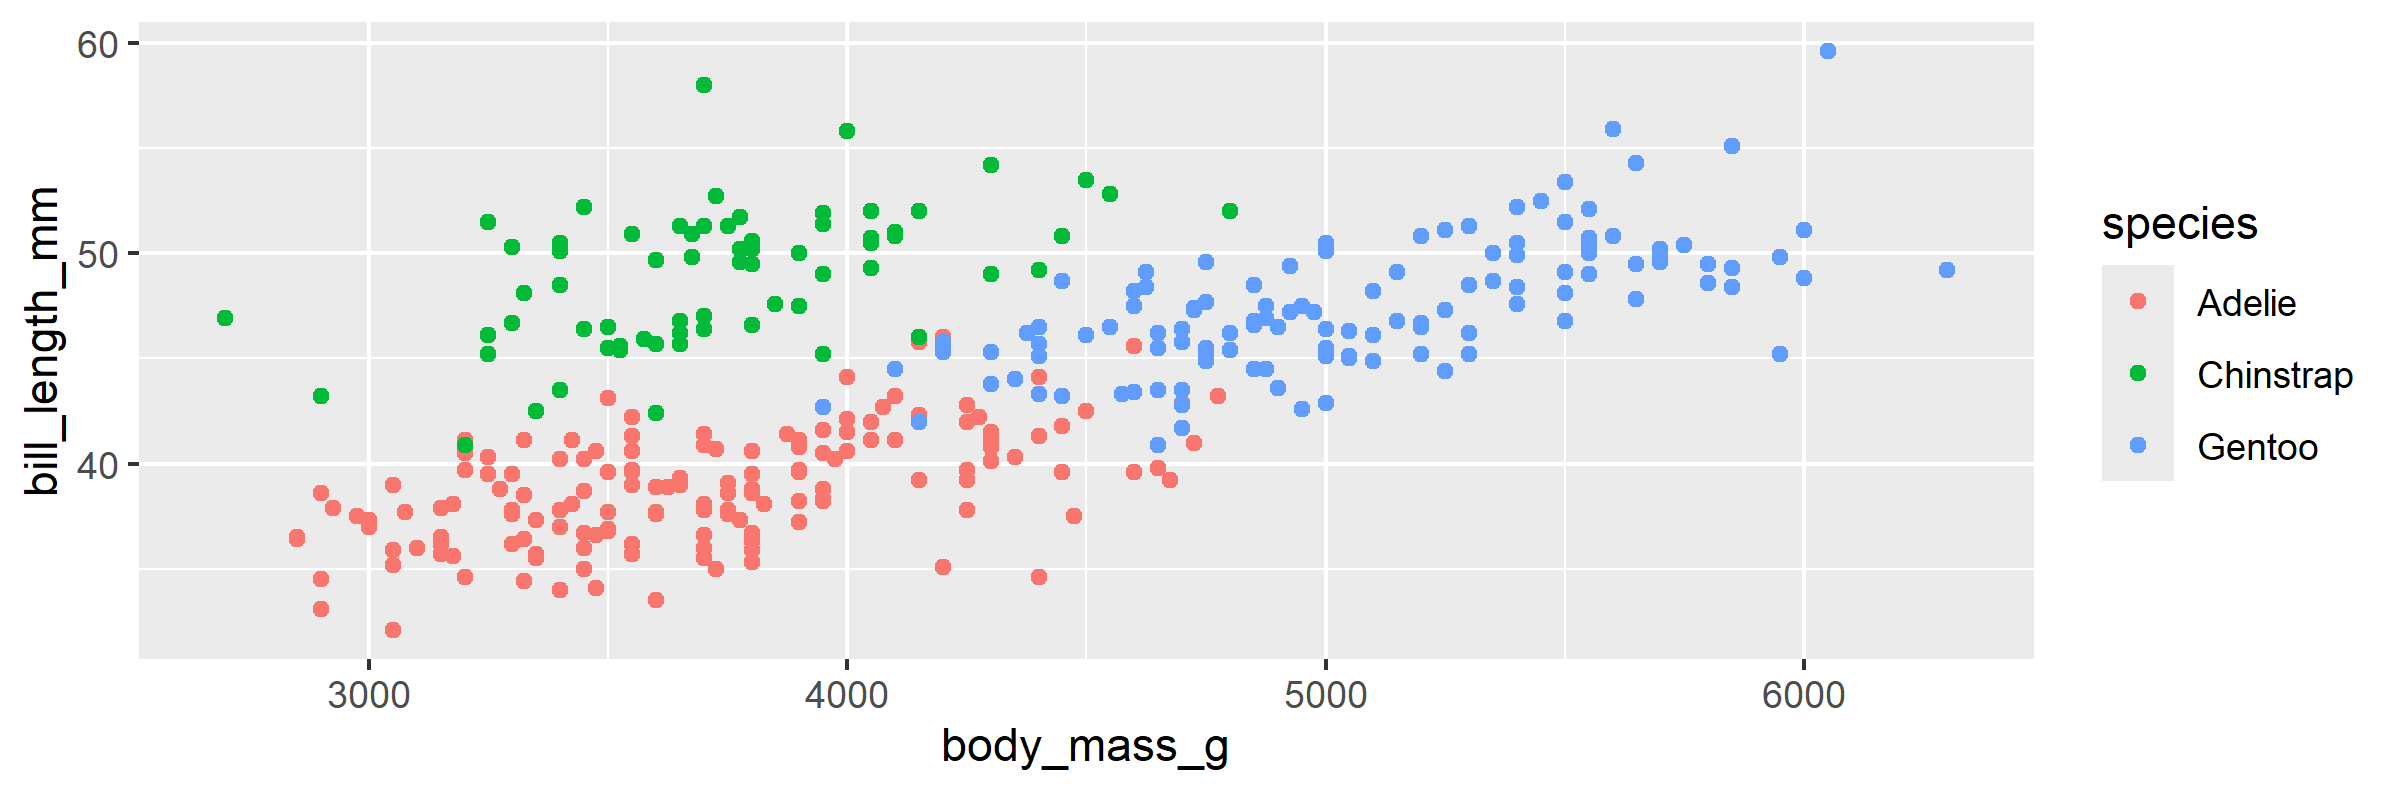 60
50
40
bill_length_mm
3000 4000 5000 6000
body_mass_g
species
Adelie
Chinstrap
Gentoo